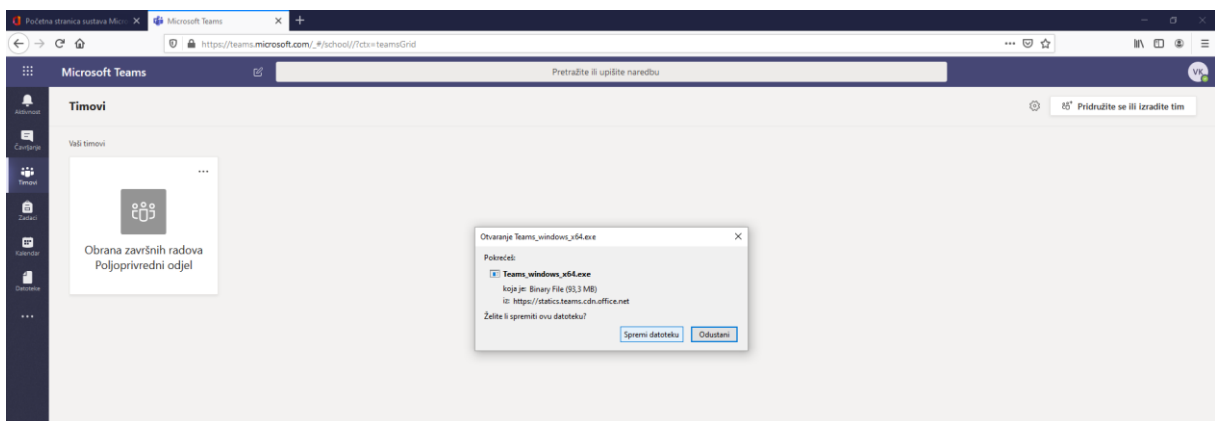 Početna stranica sustava Micro
Microsoft Teams
https://teams.microsoft.com/_#/school//?ctx=teamsGrid
Microsoft Teams
Pretražite ili upišite naredbu
VK
Aktivnost
Timovi
Pridružite se ili izradite tim
Čavrljanje
Vaši timovi
Timovi
Zadaci
Obrana završnih radova
Poljoprivredni odjel
Kalendar
Datoteke
Otvaranje Teams_windows_x64.exe
Pokrećeš:
Teams_windows_x64.exe
koja je: Binary File (93,3 MB)
iz: https://statics.teams.cdn.office.net
Želite li spremiti ovu datoteku?
Spremi datoteku
Odustani